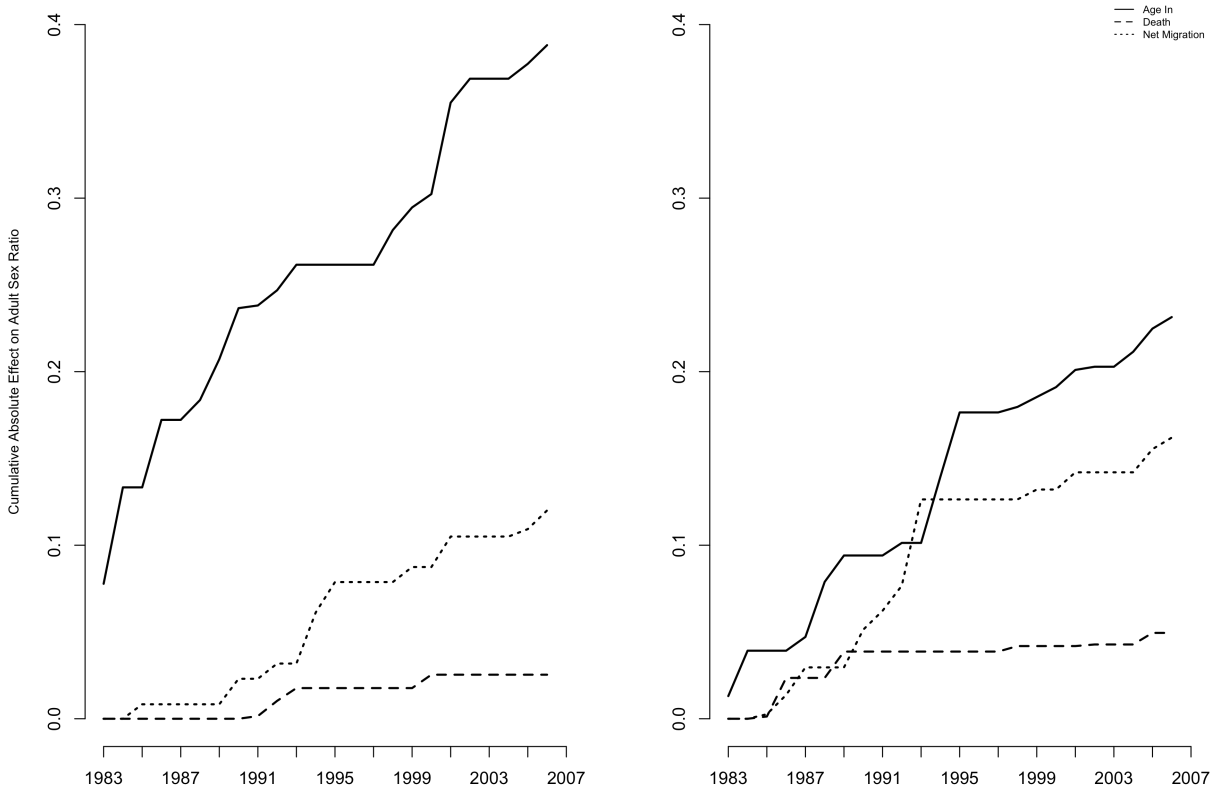 Cumulative Absolute Effect on Adult Sex Ratio
0.4
0.3
0.2
0.1
0.0
1983 1987 1991 1995 1999 2003 2007
Age In
Death
Net Migration
0.4
0.3
0.2
0.1
0.0
1983 1987 1991 1995 1999 2003 2007